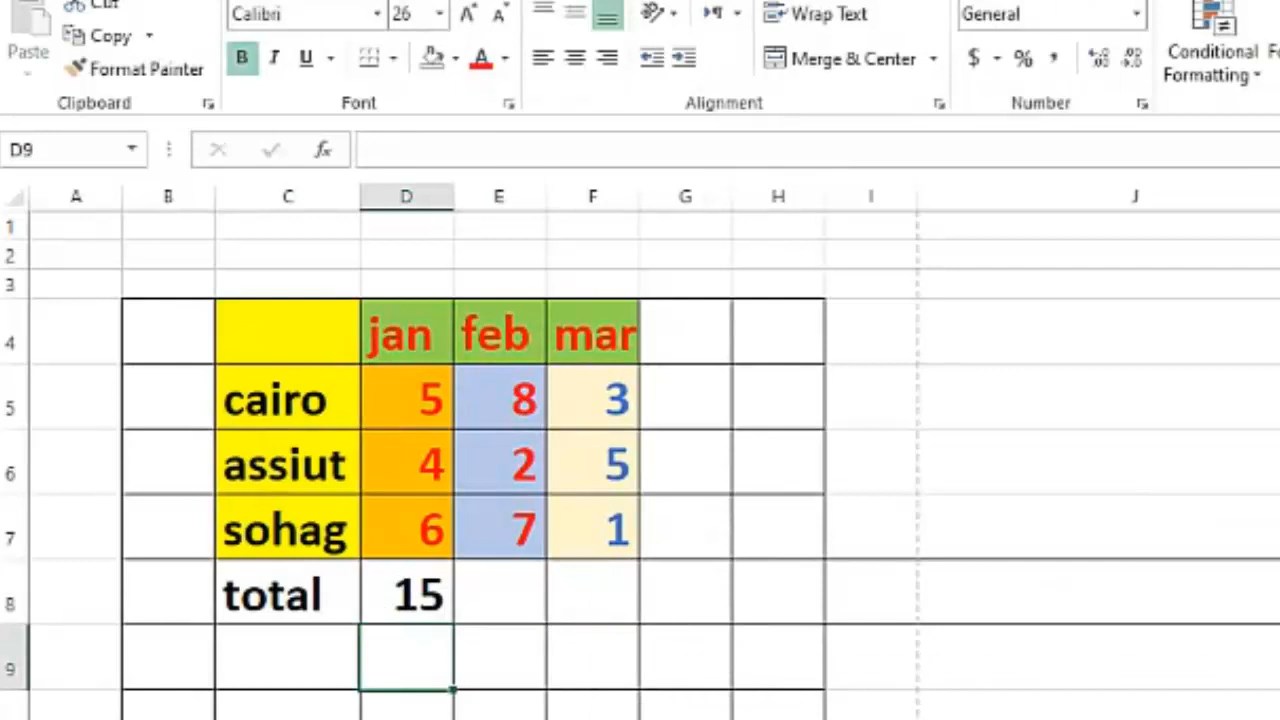 Cut
Calibri 26 A A
Wrap Text
General
Paste
Copy
B I U A
Merge & Center
$ %
Conditional
Formatting
Format Painter
Clipboard Font Alignment Number
D9 fx
A B C D E F G H I J
1
2
3
4 jan feb mar
5 cairo 5 8 3
6 assiut 4 2 5
7 sohag 6 7 1
8 total 15
9